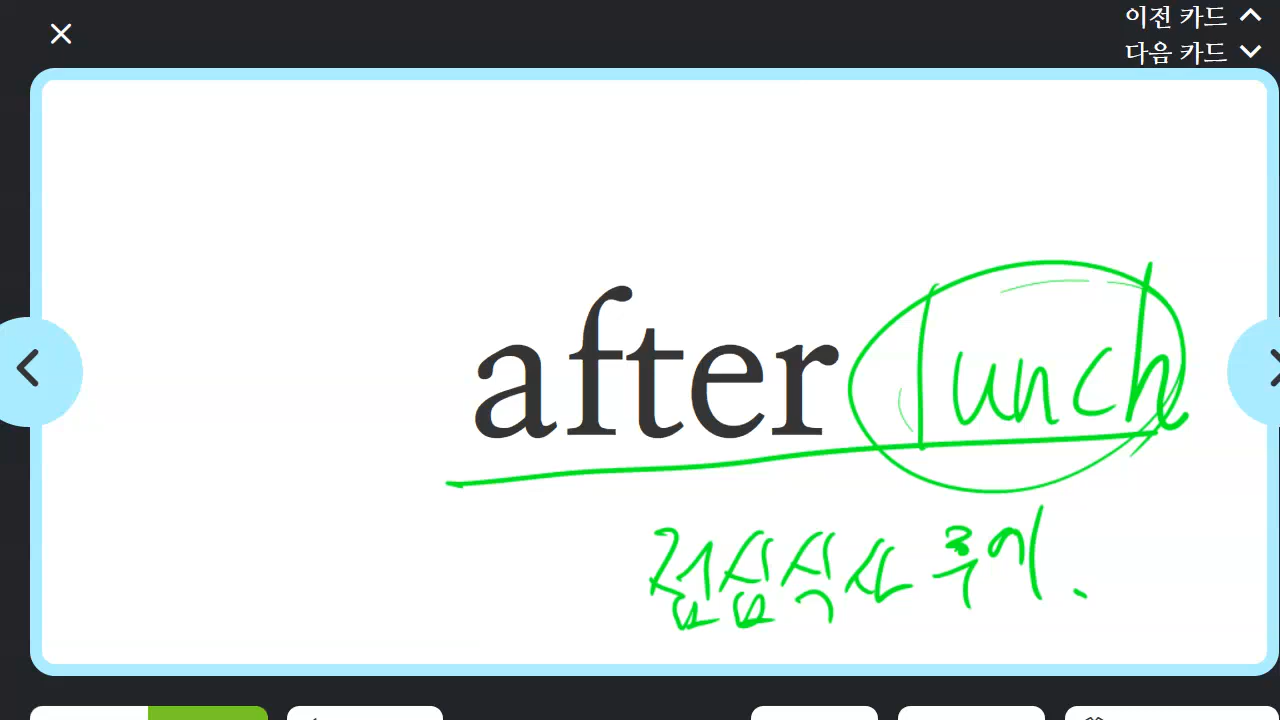 이전 카드
다음 카드
after lunch
점심식사 후에.